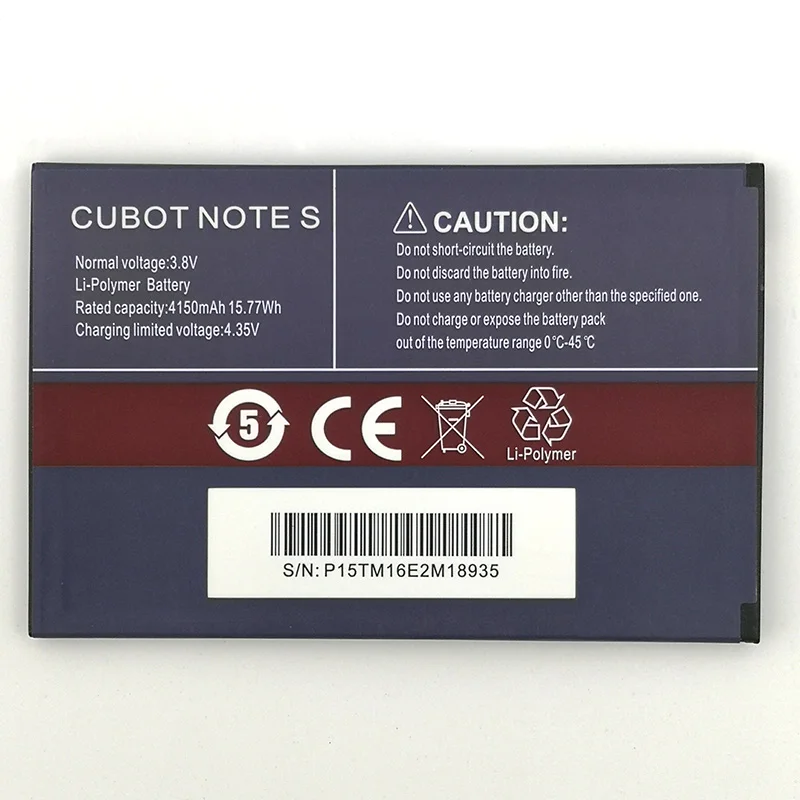 CUBOT NOTE S
Normal voltage:3.8V
Li-Polymer Battery
Rated capacity:4150mAh 15.77Wh
Charging limited voltage:4.35V
CAUTION:
Do not short-circuit the battery.
Do not discard the battery into fire.
Do not use any battery charger other than the specified one.
Do not charge or expose the battery pack
out of the temperature range 0°C-45°C
5
CE
Li-Polymer
S/N: P15TM16E2M18935